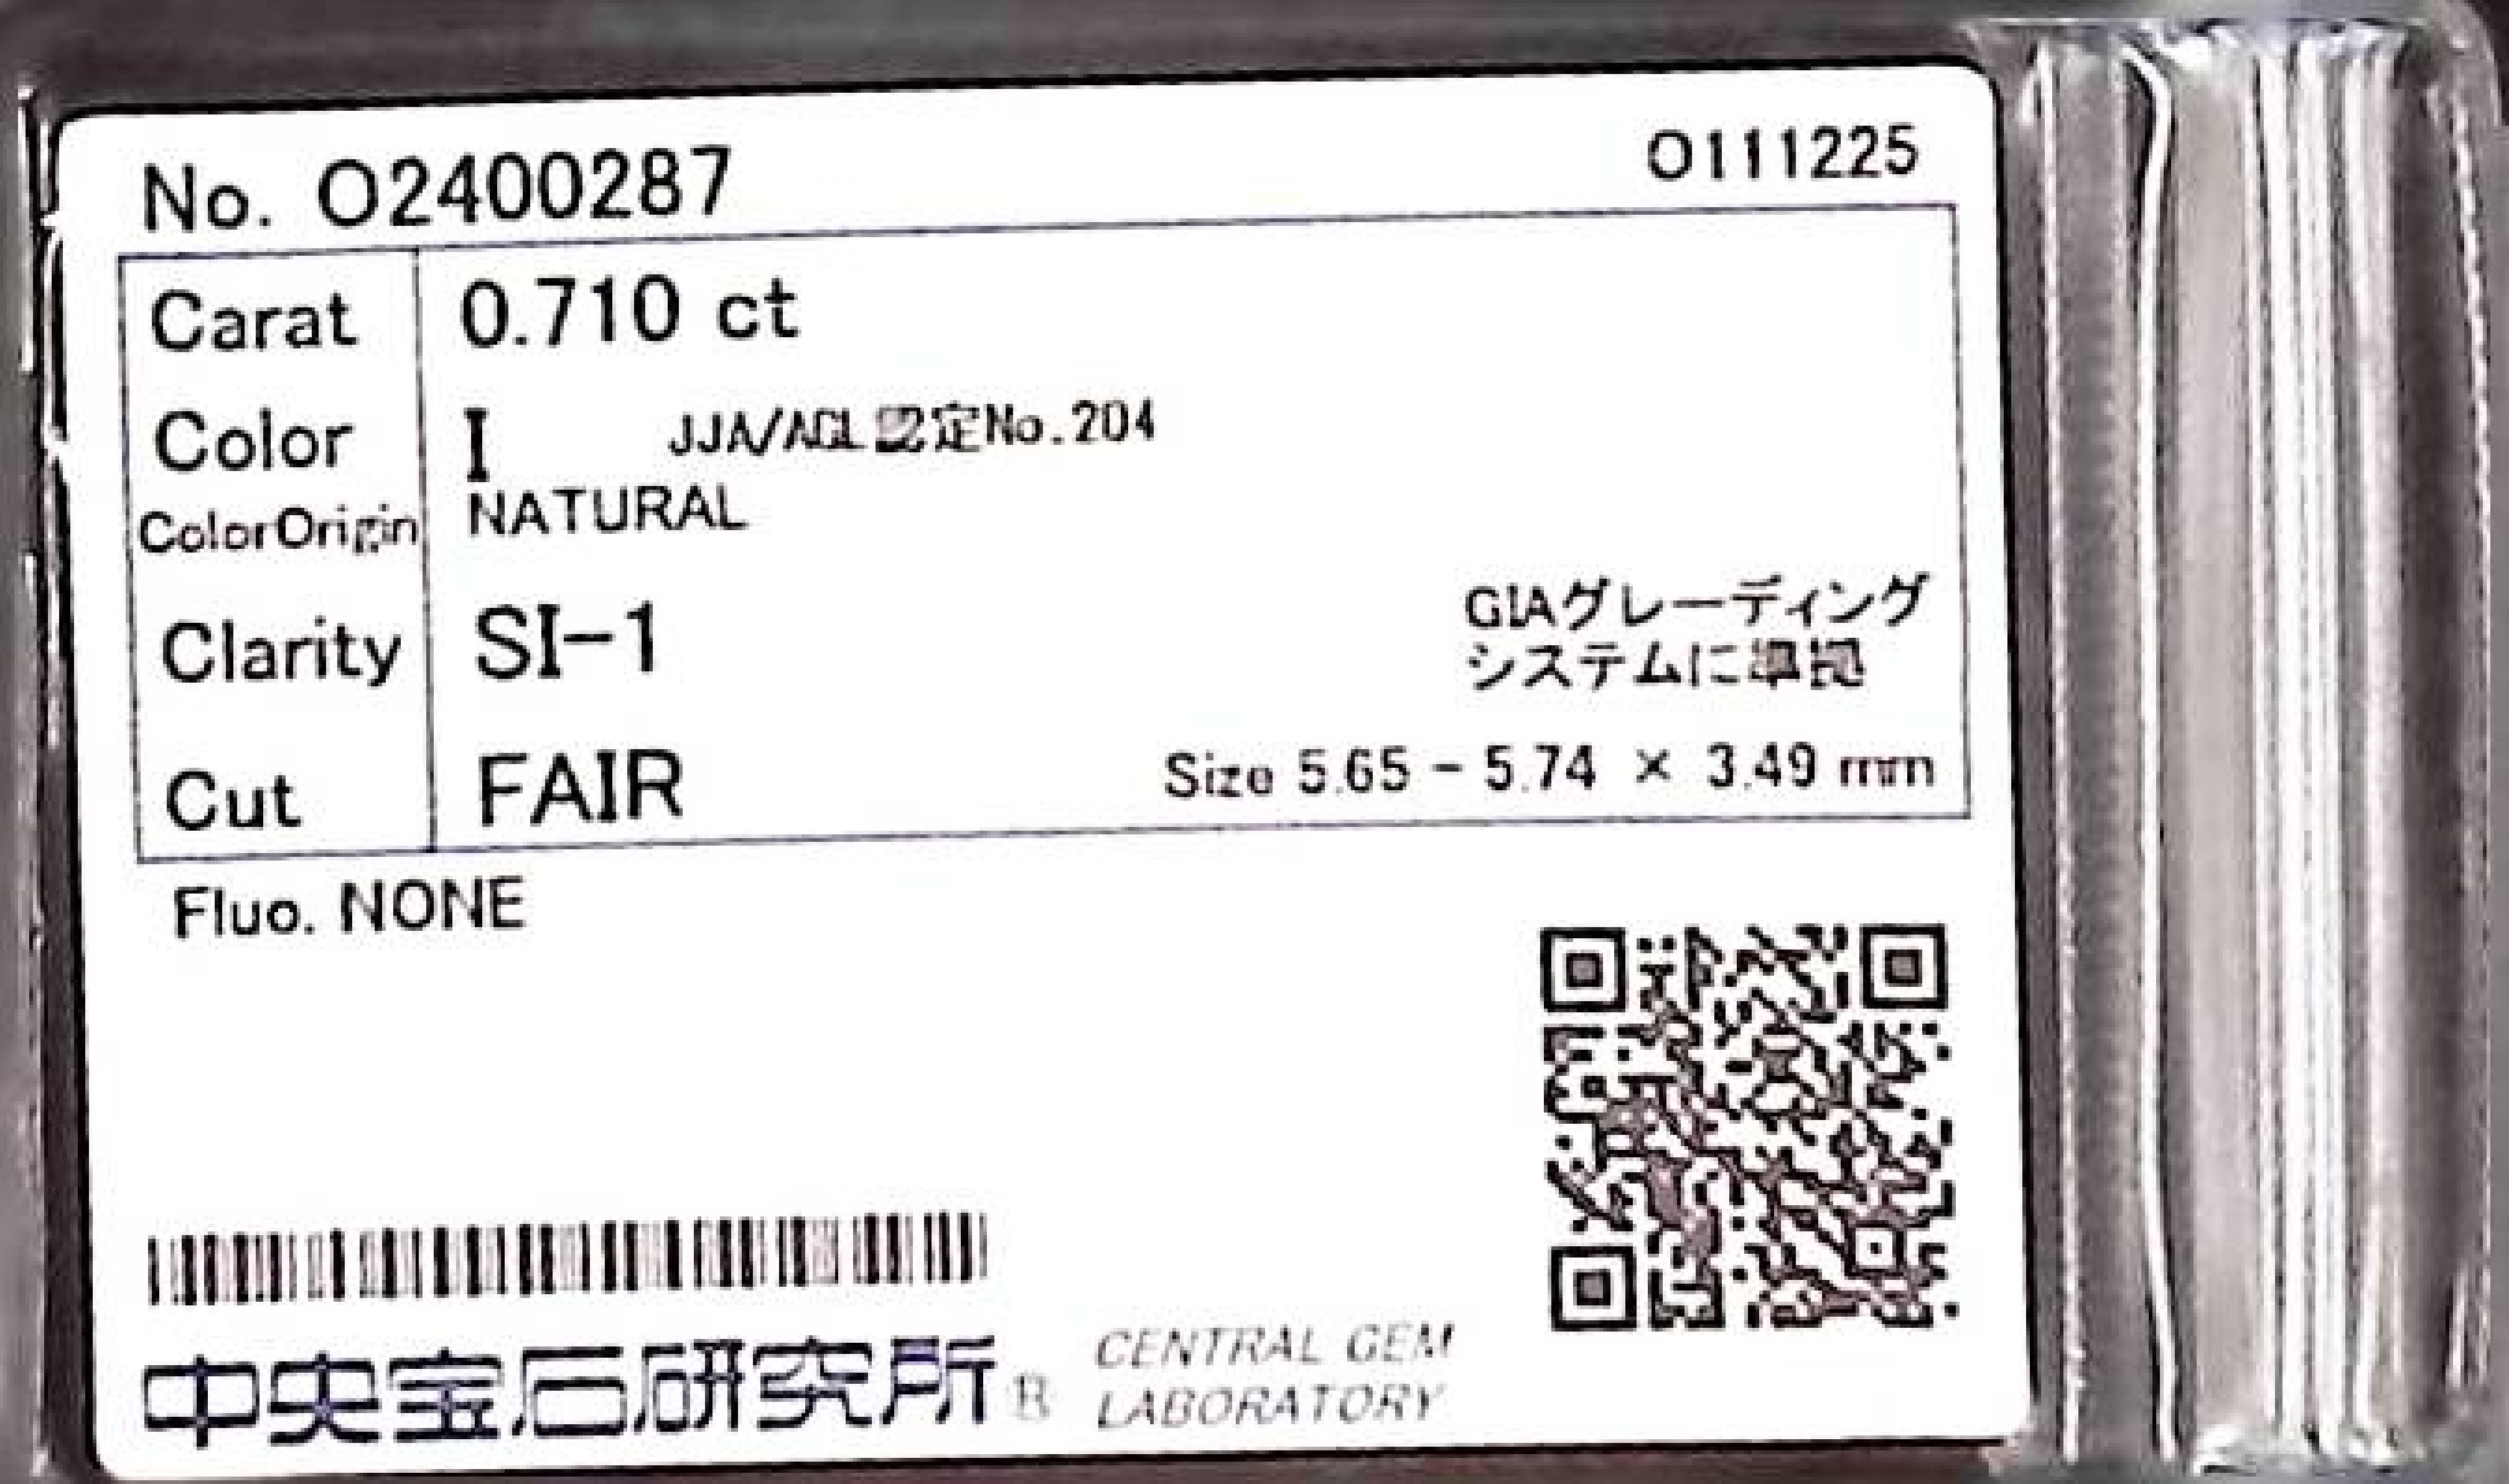 No. O2400287
O111225
Carat 0.710 ct
Color I JJA/AGL認定No.204
ColorOrigin NATURAL
Clarity SI-1
GIAグレーディング
システムに準拠
Cut FAIR
Size 5.65 - 5.74 × 3.49 mm
Fluo. NONE
中央宝石研究所® CENTRAL GEM
LABORATORY